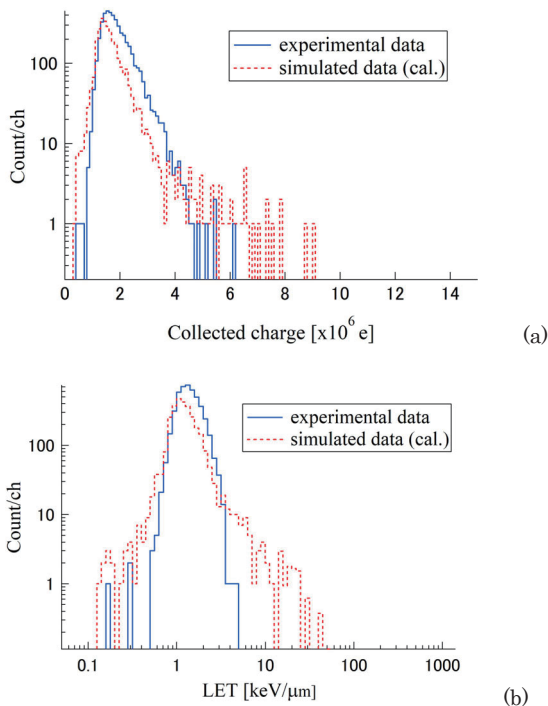 experimental data
simulated data (cal.)
Count/ch
100
10
1
0
2
4
6
8
10
12
14
Collected charge [x10⁶ e]
(a)
experimental data
simulated data (cal.)
Count/ch
100
10
1
0.1
1
10
100
1000
LET [keV/μm]
(b)